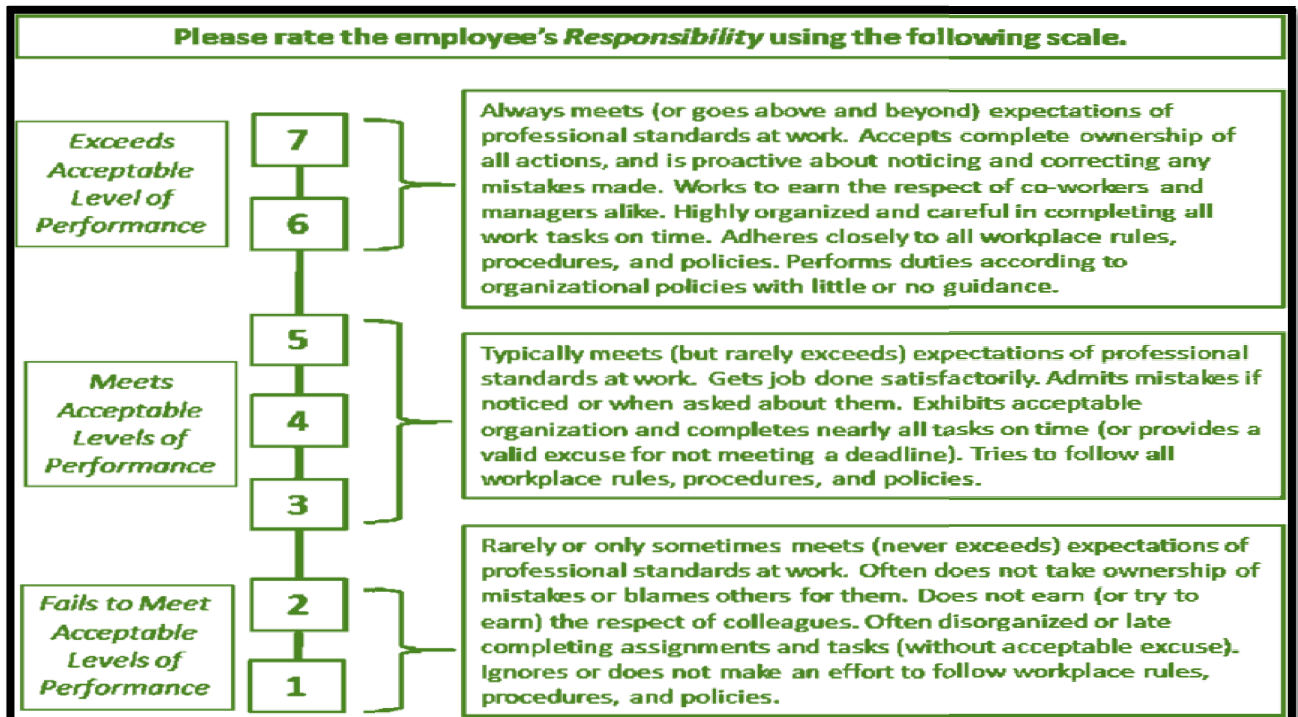 Please rate the employee's Responsibility using the following scale.
Exceeds
Acceptable
Level of
Performance
7
6
Always meets (or goes above and beyond) expectations of
professional standards at work. Accepts complete ownership of
all actions, and is proactive about noticing and correcting any
mistakes made. Works to earn the respect of co-workers and
managers alike. Highly organized and careful in completing all
work tasks on time. Adheres closely to all workplace rules,
procedures, and policies. Performs duties according to
organizational policies with little or no guidance.
Meets
Acceptable
Levels of
Performance
5
4
3
Typically meets (but rarely exceeds) expectations of professional
standards at work. Gets job done satisfactorily. Admits mistakes if
noticed or when asked about them. Exhibits acceptable
organization and completes nearly all tasks on time (or provides a
valid excuse for not meeting a deadline). Tries to follow all
workplace rules, procedures, and policies.
Fails to Meet
Acceptable
Levels of
Performance
2
1
Rarely or only sometimes meets (never exceeds) expectations of
professional standards at work. Often does not take ownership of
mistakes or blames others for them. Does not earn (or try to
earn) the respect of colleagues. Often disorganized or late
completing assignments and tasks (without acceptable excuse).
Ignores or does not make an effort to follow workplace rules,
procedures, and policies.